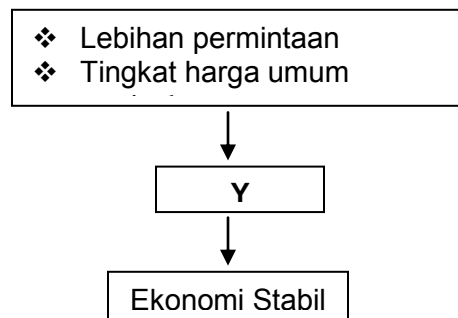 ❖ Lebihan permintaan
❖ Tingkat harga umum
Y
Ekonomi Stabil